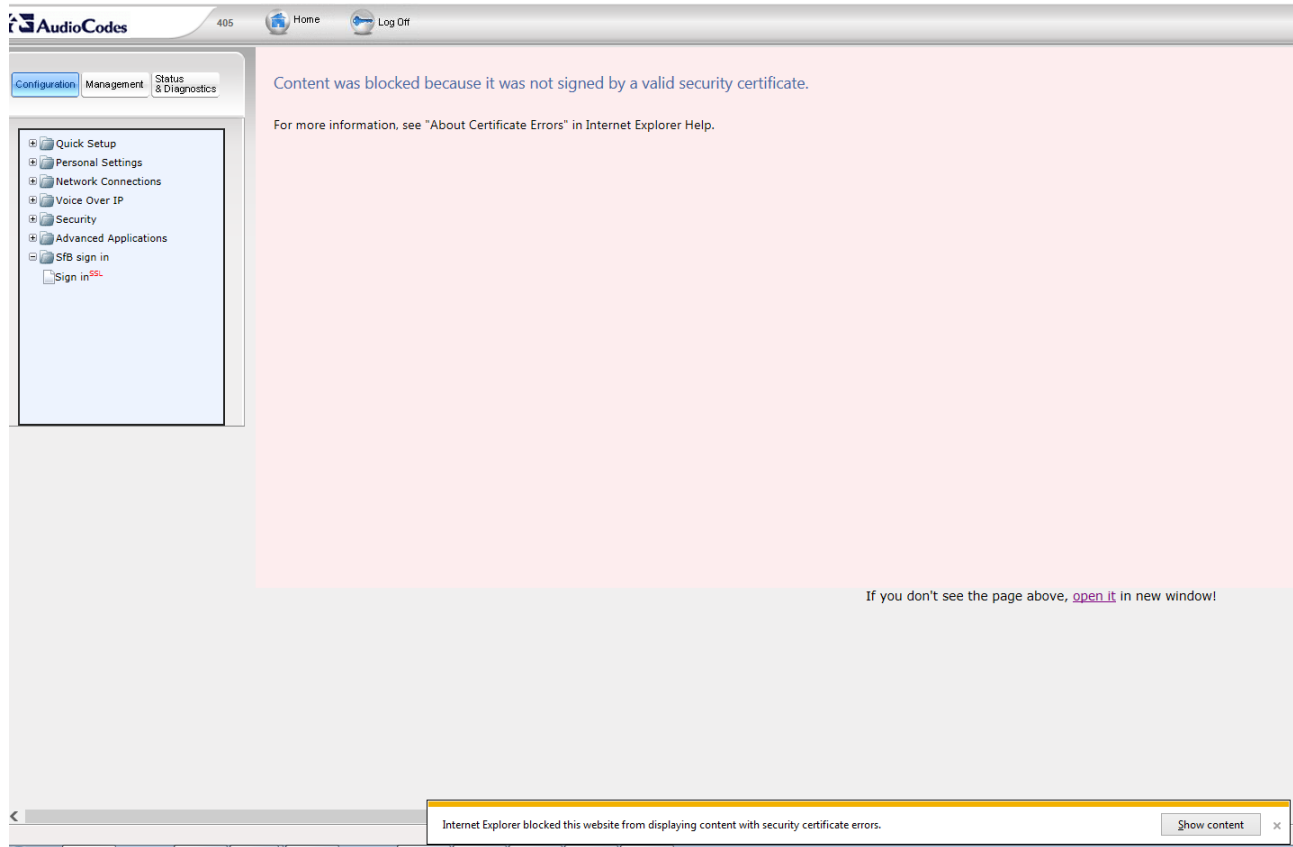 AudioCodes 405 Home Log Off
Configuration Management Status & Diagnostics
Content was blocked because it was not signed by a valid security certificate.
For more information, see "About Certificate Errors" in Internet Explorer Help.
Quick Setup
Personal Settings
Network Connections
Voice Over IP
Security
Advanced Applications
SfB sign in
Sign in SSL
If you don't see the page above, open it in new window!
Internet Explorer blocked this website from displaying content with security certificate errors. Show content